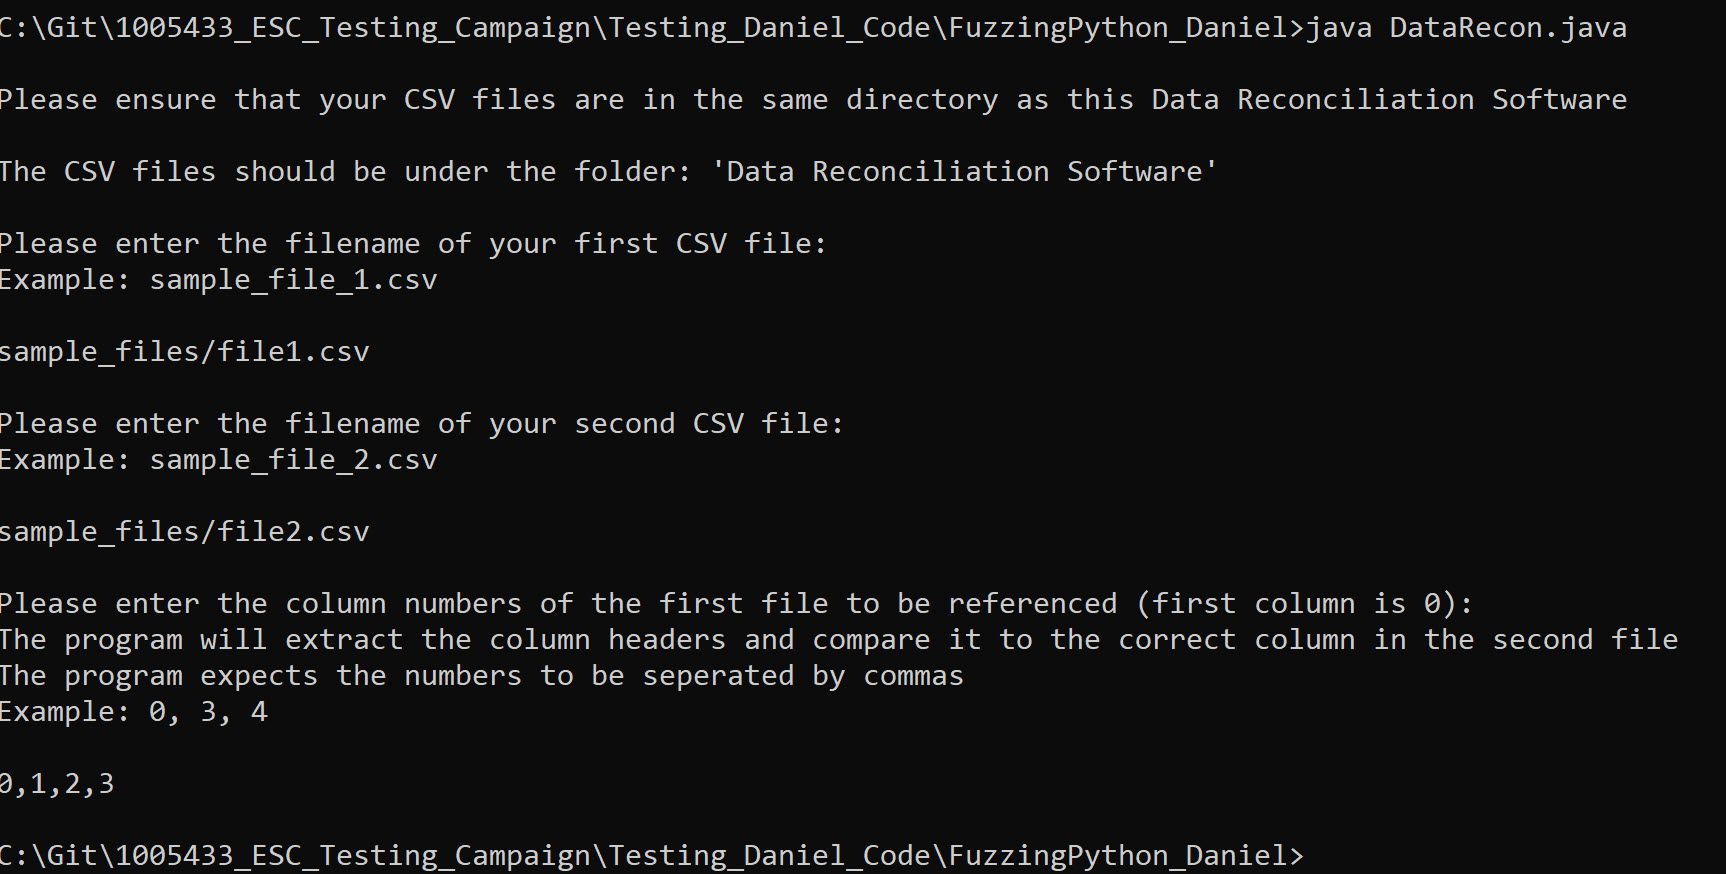 C:\Git\1005433_ESC_Testing_Campaign\Testing_Daniel_Code\FuzzingPython_Daniel>java DataRecon.java
Please ensure that your CSV files are in the same directory as this Data Reconciliation Software
The CSV files should be under the folder: 'Data Reconciliation Software'
Please enter the filename of your first CSV file:
Example: sample_file_1.csv
sample_files/file1.csv
Please enter the filename of your second CSV file:
Example: sample_file_2.csv
sample_files/file2.csv
Please enter the column numbers of the first file to be referenced (first column is 0):
The program will extract the column headers and compare it to the correct column in the second file
The program expects the numbers to be seperated by commas
Example: 0, 3, 4
0,1,2,3
C:\Git\1005433_ESC_Testing_Campaign\Testing_Daniel_Code\FuzzingPython_Daniel>